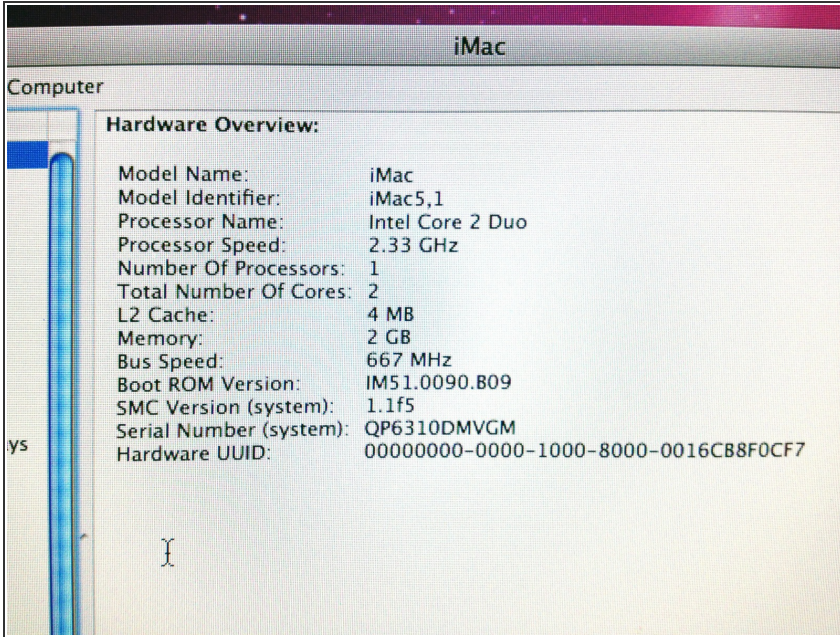 iMac
Computer
Hardware Overview:
Model Name: iMac
Model Identifier: iMac5,1
Processor Name: Intel Core 2 Duo
Processor Speed: 2.33 GHz
Number Of Processors: 1
Total Number Of Cores: 2
L2 Cache: 4 MB
Memory: 2 GB
Bus Speed: 667 MHz
Boot ROM Version: IM51.0090.B09
SMC Version (system): 1.1f5
Serial Number (system): QP6310DMVGM
ys
Hardware UUID: 00000000-0000-1000-8000-0016CB8F0CF7